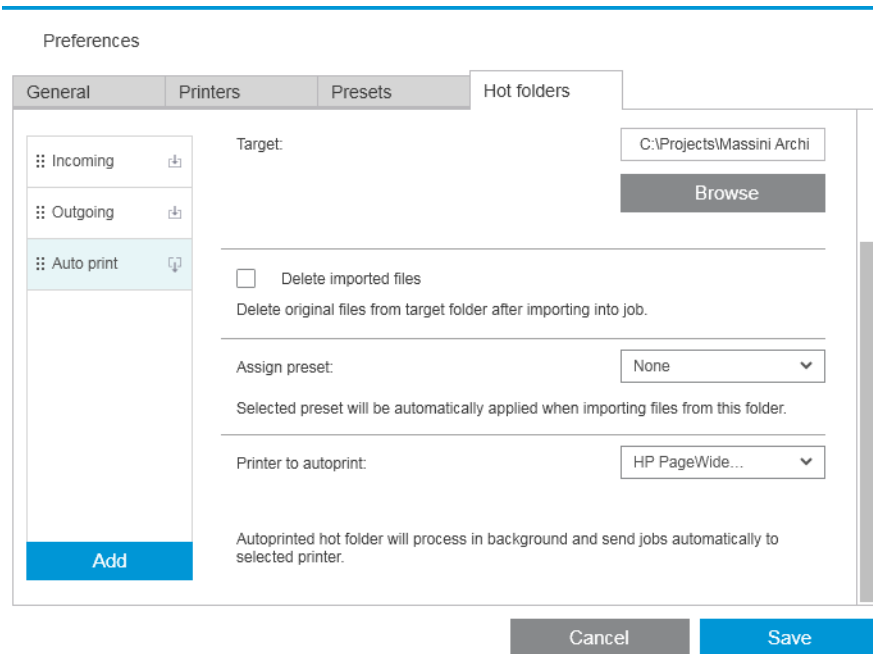 Preferences
General
Printers
Presets
Hot folders
Incoming
Outgoing
Auto print
Add
Target:
C:\Projects\Massini Archi
Browse
Delete imported files
Delete original files from target folder after importing into job.
Assign preset:
None
Selected preset will be automatically applied when importing files from this folder.
Printer to autoprint:
HP PageWide...
Autoprinted hot folder will process in background and send jobs automatically to
selected printer.
Cancel
Save